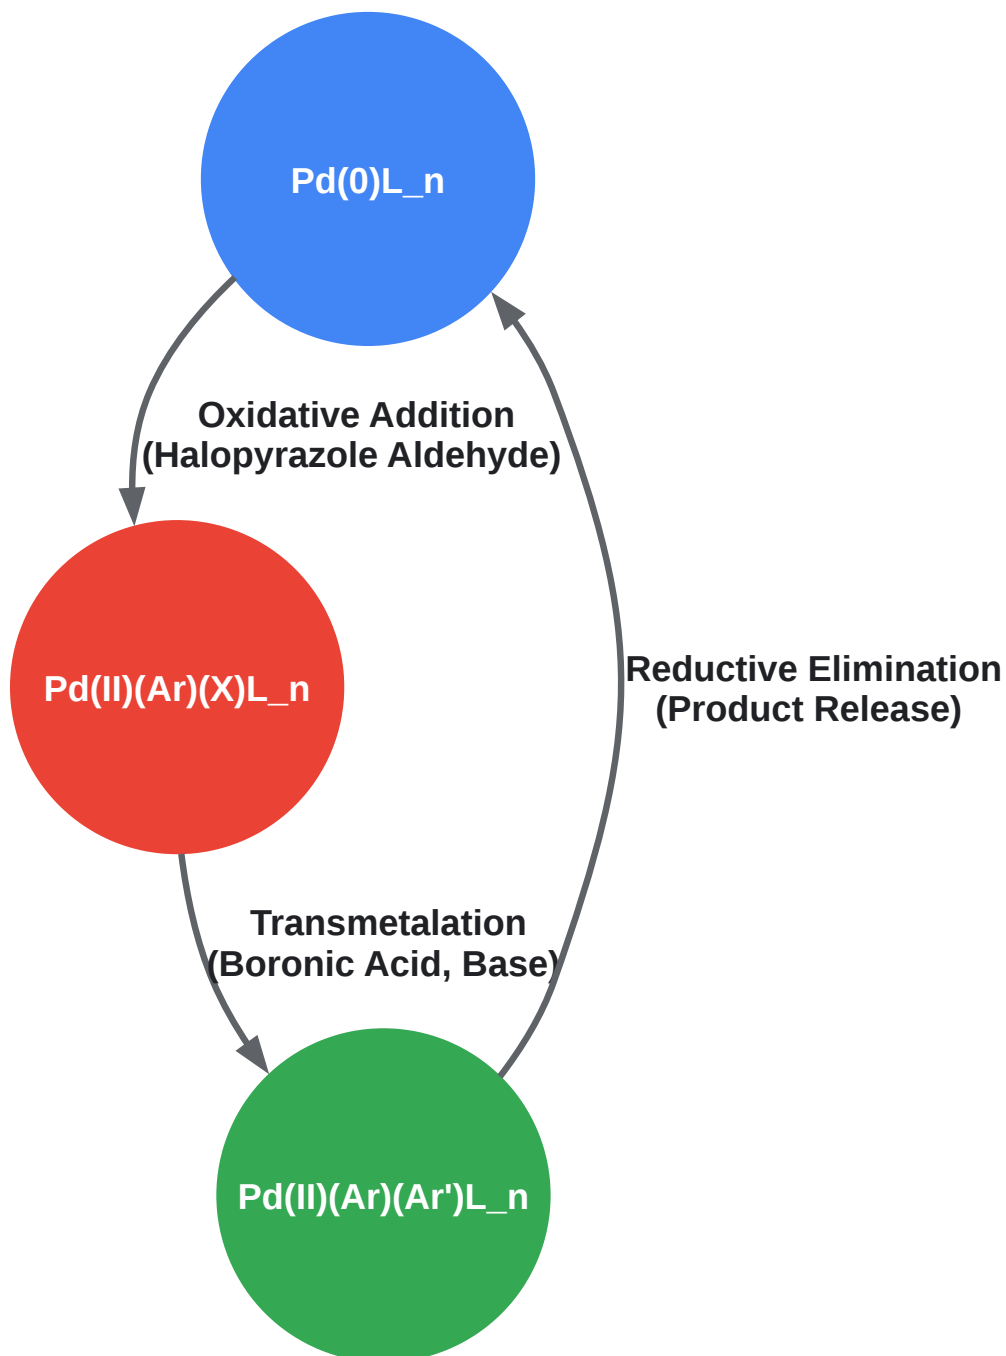 Pd(0)L_n
Oxidative Addition
(Halopyrazole Aldehyde)
Pd(II)(Ar)(X)L_n
Reductive Elimination
(Product Release)
Transmetalation
(Boronic Acid, Base)
Pd(II)(Ar)(Ar')L_n